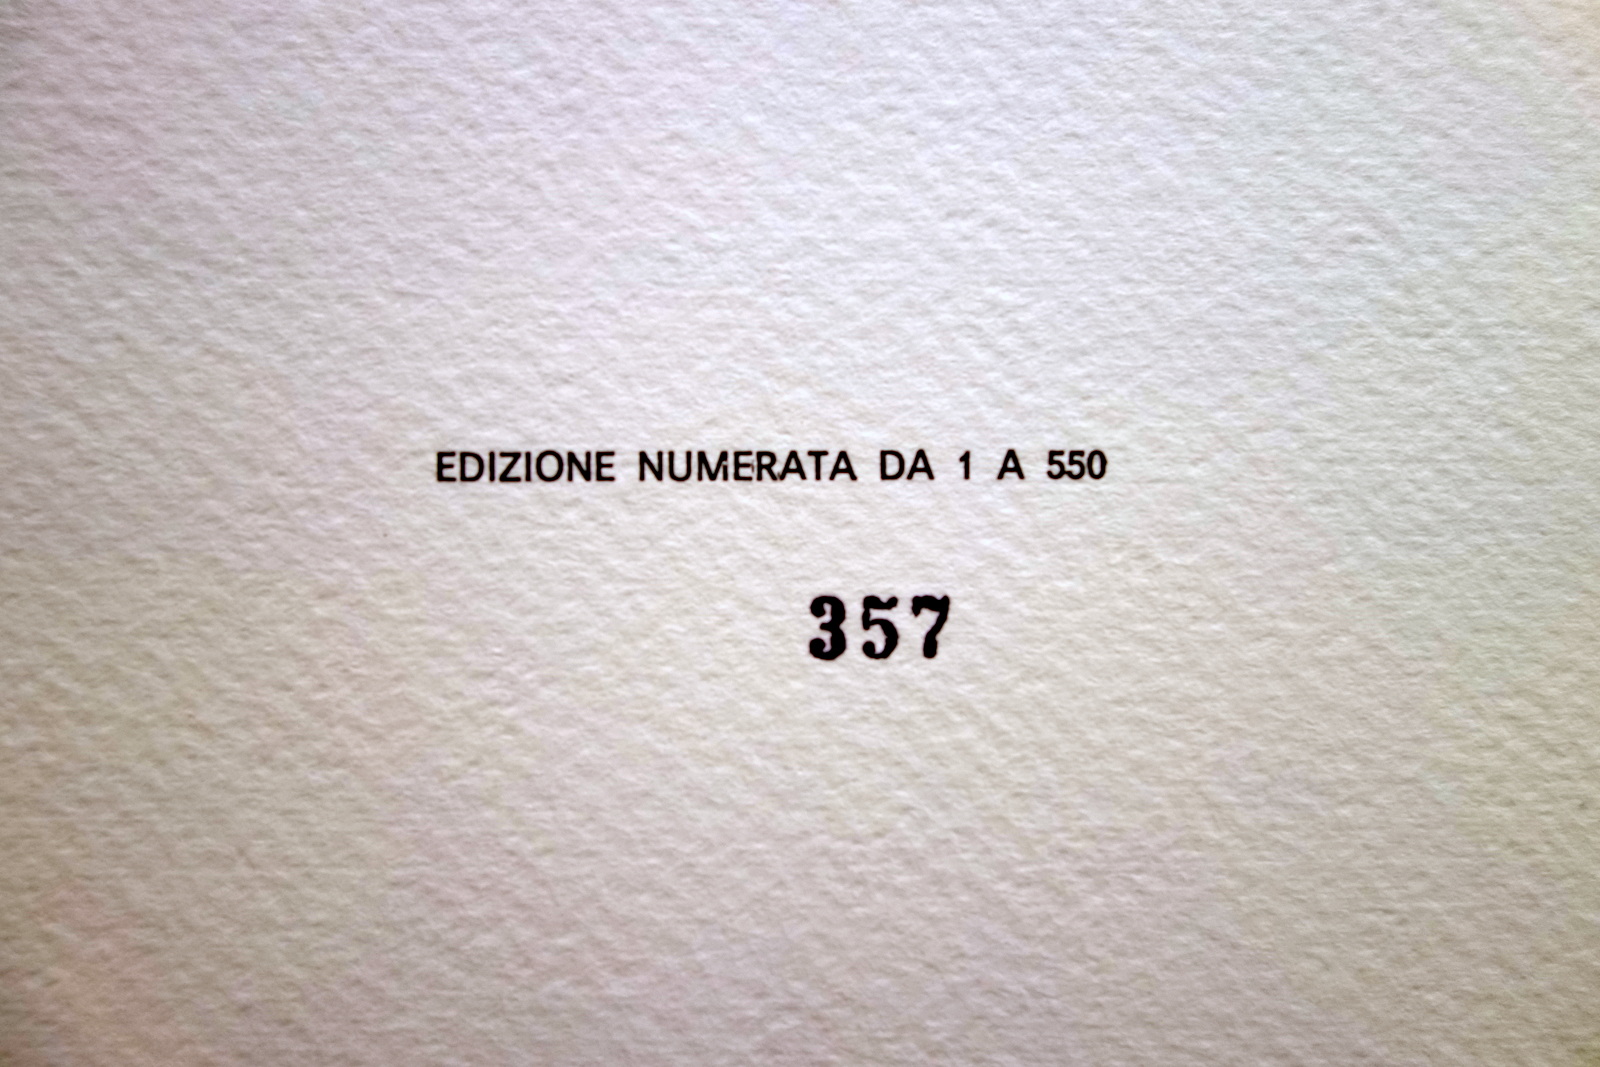 EDIZIONE NUMERATA DA 1 A 550
357